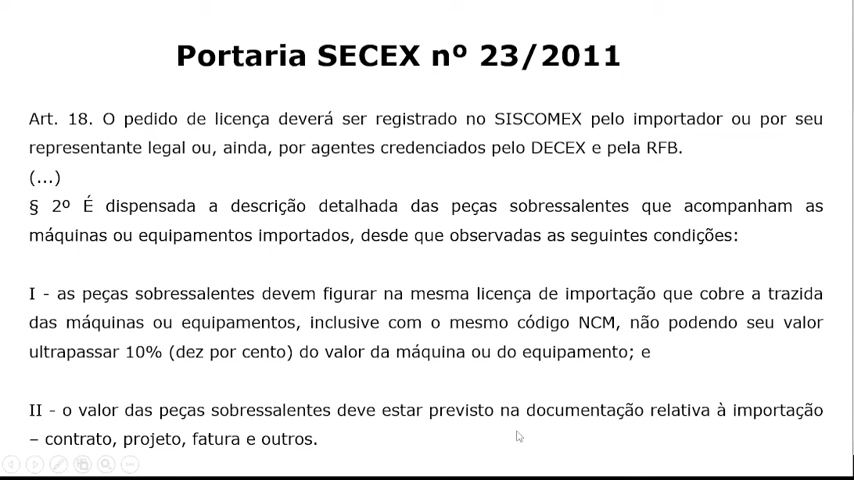 Portaria SECEX nº 23/2011
Art. 18. O pedido de licença deverá ser registrado no SISCOMEX pelo importador ou por seu
representante legal ou, ainda, por agentes credenciados pelo DECEX e pela RFB.
(...)
§ 2º É dispensada a descrição detalhada das peças sobressalentes que acompanham as
máquinas ou equipamentos importados, desde que observadas as seguintes condições:
I - as peças sobressalentes devem figurar na mesma licença de importação que cobre a trazida
das máquinas ou equipamentos, inclusive com o mesmo código NCM, não podendo seu valor
ultrapassar 10% (dez por cento) do valor da máquina ou do equipamento; e
II - o valor das peças sobressalentes deve estar previsto na documentação relativa à importação
– contrato, projeto, fatura e outros.